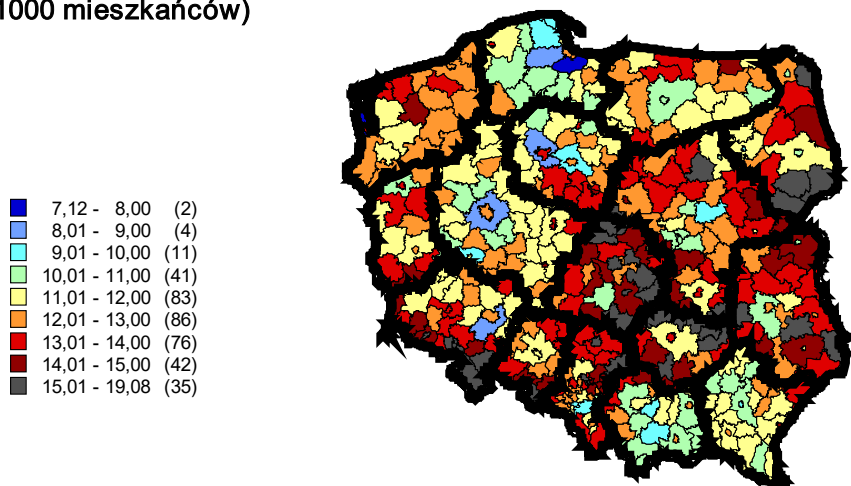 1000 mieszkańców)
7,12 - 8,00 (2)
8,01 - 9,00 (4)
9,01 - 10,00 (11)
10,01 - 11,00 (41)
11,01 - 12,00 (83)
12,01 - 13,00 (86)
13,01 - 14,00 (76)
14,01 - 15,00 (42)
15,01 - 19,08 (35)